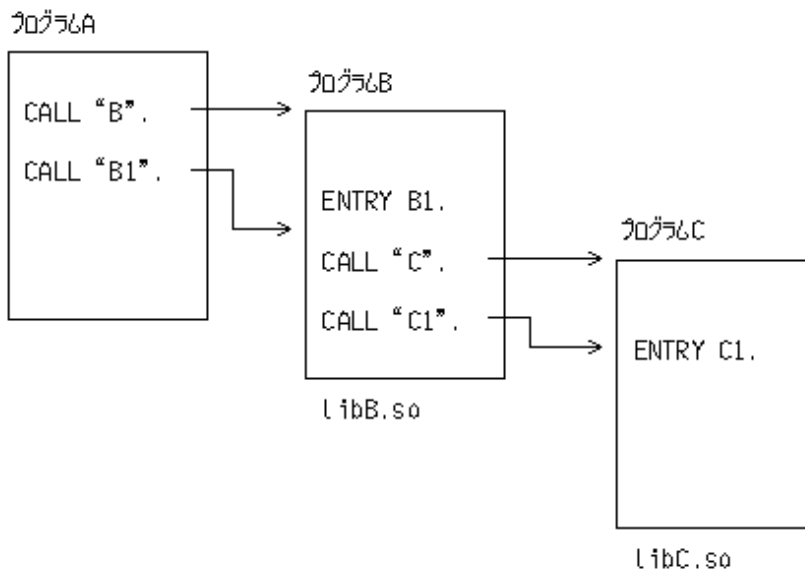 プログラムA
CALL “B”.
CALL “B1”.
プログラムB
ENTRY B1.
CALL “C”.
CALL “C1”.
libB.so
プログラムC
ENTRY C1.
libC.so